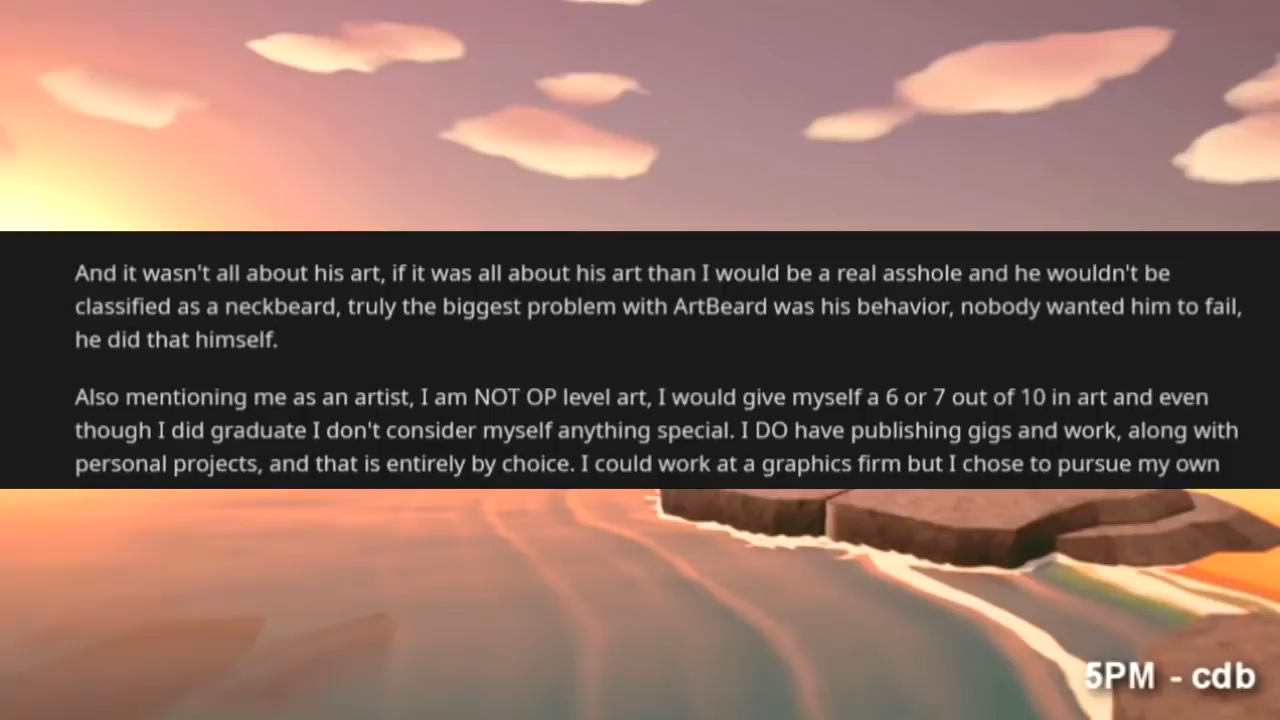 And it wasn't all about his art, if it was all about his art than I would be a real asshole and he wouldn't be
classified as a neckbeard, truly the biggest problem with ArtBeard was his behavior, nobody wanted him to fail,
he did that himself.
Also mentioning me as an artist, I am NOT OP level art, I would give myself a 6 or 7 out of 10 in art and even
though I did graduate I don't consider myself anything special. I DO have publishing gigs and work, along with
personal projects, and that is entirely by choice. I could work at a graphics firm but I chose to pursue my own
5PM - cdb